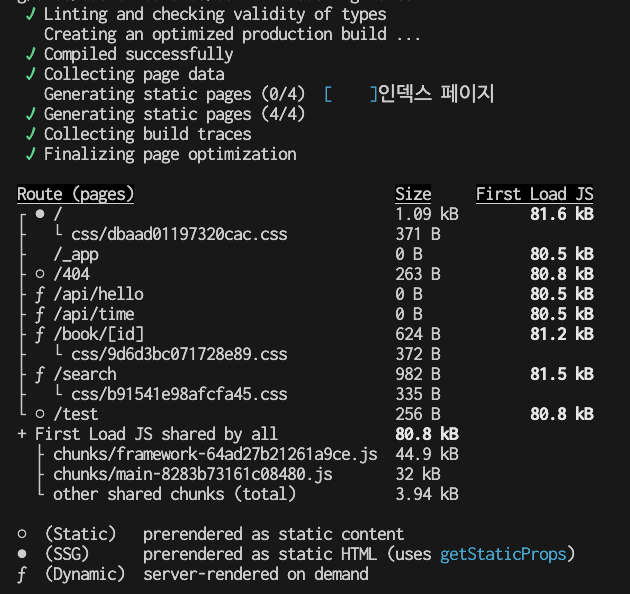 ✓ Linting and checking validity of types
Creating an optimized production build ...
✓ Compiled successfully
✓ Collecting page data
Generating static pages (0/4) [    ]인덱스 페이지
✓ Generating static pages (4/4)
✓ Collecting build traces
✓ Finalizing page optimization
Route (pages) Size First Load JS
┌ ● / 1.09 kB 81.6 kB
├ └ css/dbaad01197320cac.css 371 B
├ /_app 0 B 80.5 kB
├ ○ /404 263 B 80.8 kB
├ ƒ /api/hello 0 B 80.5 kB
├ ƒ /api/time 0 B 80.5 kB
├ ƒ /book/[id] 624 B 81.2 kB
├ └ css/9d6d3bc071728e89.css 372 B
├ ƒ /search 982 B 81.5 kB
├ └ css/b91541e98afcfa45.css 335 B
└ ○ /test 256 B 80.8 kB
+ First Load JS shared by all 80.8 kB
├ chunks/framework-64ad27b21261a9ce.js 44.9 kB
├ chunks/main-8283b73161c08480.js 32 kB
└ other shared chunks (total) 3.94 kB
○ (Static) prerendered as static content
● (SSG) prerendered as static HTML (uses getStaticProps)
ƒ (Dynamic) server-rendered on demand